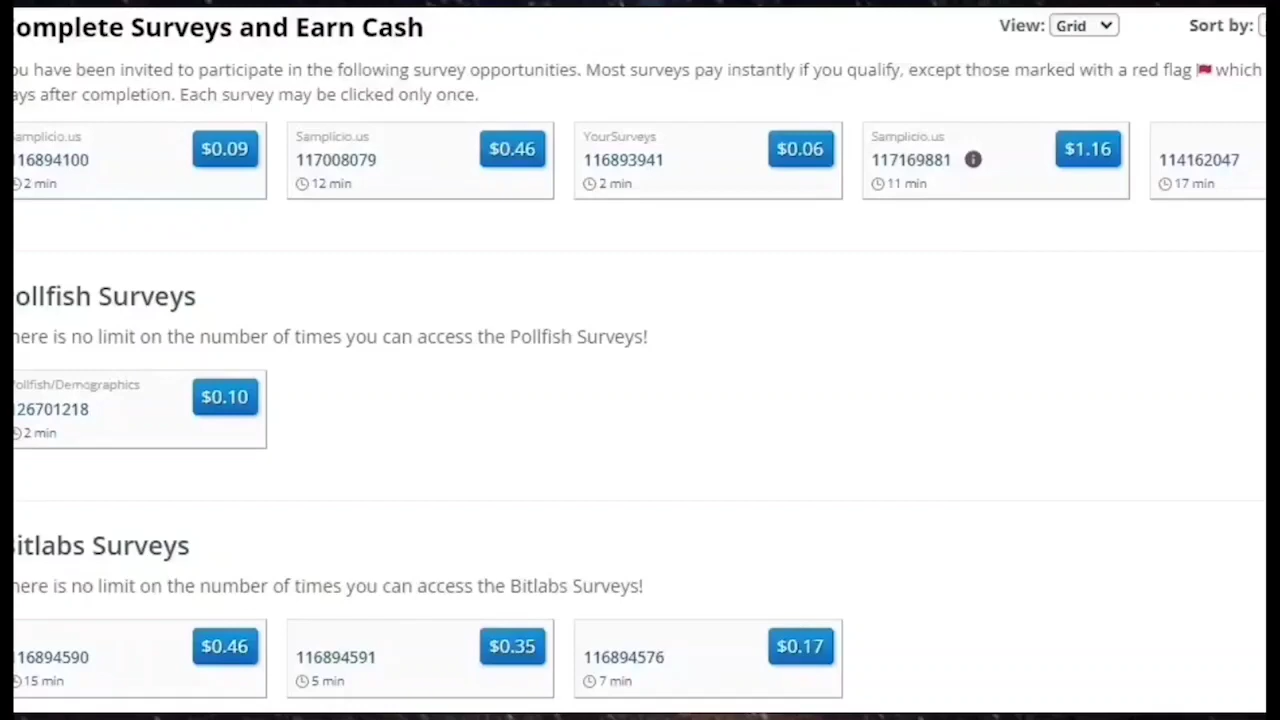 omplete Surveys and Earn Cash
View: Grid
Sort by:
ou have been invited to participate in the following survey opportunities. Most surveys pay instantly if you qualify, except those marked with a red flag which
ays after completion. Each survey may be clicked only once.
amplicio.us
$0.09
116894100
2 min
Samplicio.us
$0.46
117008079
12 min
YourSurveys
$0.06
116893941
2 min
Samplicio.us
$1.16
117169881
11 min
114162047
17 min
ollfish Surveys
here is no limit on the number of times you can access the Pollfish Surveys!
ollfish/Demographics
$0.10
126701218
2 min
itlabs Surveys
here is no limit on the number of times you can access the Bitlabs Surveys!
$0.46
116894590
15 min
$0.35
116894591
5 min
$0.17
116894576
7 min